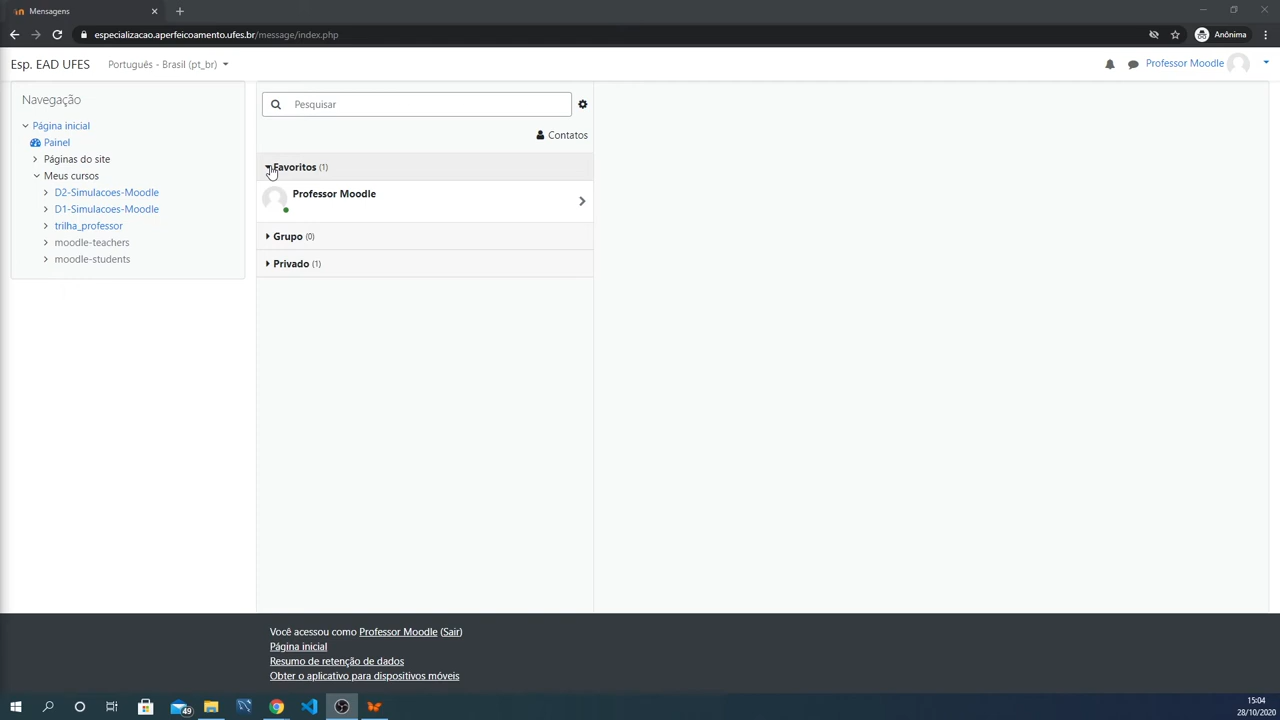 Mensagens
especializacao.aperfeicoamento.ufes.br/message/index.php
Anônima
Esp. EAD UFES
Português - Brasil (pt_br)
Professor Moodle
Navegação
Página inicial
Painel
Páginas do site
Meus cursos
D2-Simulacoes-Moodle
D1-Simulacoes-Moodle
trilha_professor
moodle-teachers
moodle-students
Pesquisar
Contatos
Favoritos (1)
Professor Moodle
Grupo (0)
Privado (1)
Você acessou como Professor Moodle (Sair)
Página inicial
Resumo de retenção de dados
Obter o aplicativo para dispositivos móveis
49
15:04
28/10/2020